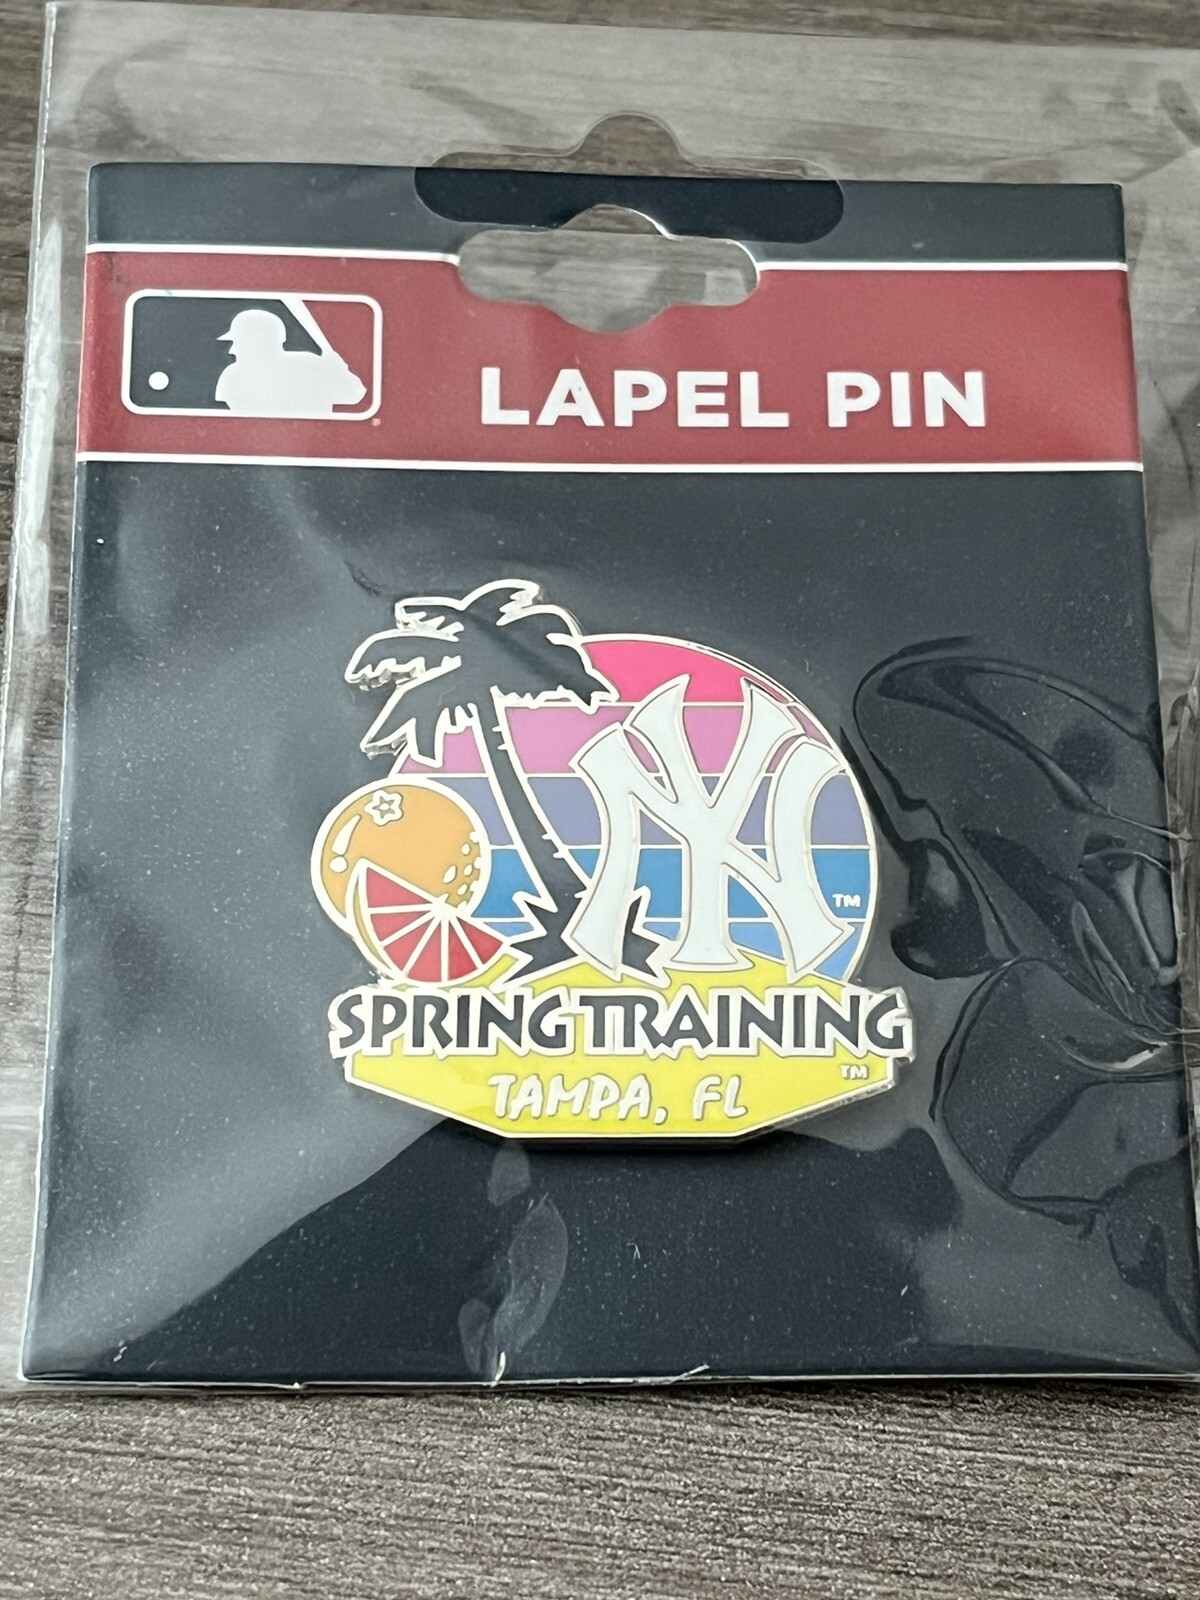 LAPEL PIN
NY
TM
SPRING TRAINING
TM
TAMPA, FL